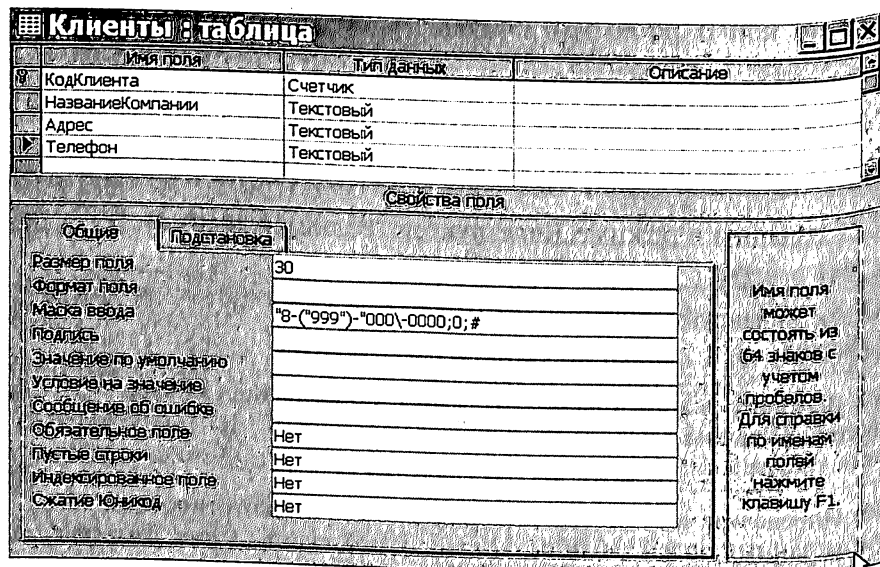 Клиенты : таблица
Имя поля Тип данных Описание
КодКлиента Счетчик
НазваниеКомпании Текстовый
Адрес Текстовый
Телефон Текстовый
Свойства поля
Общие Подстановка
Размер поля 30
Формат поля
Маска ввода "8-("999")-"000\-0000;0;#
Подпись
Значение по умолчанию
Условие на значение
Сообщение об ошибке
Обязательное поле Нет
Пустые строки Нет
Индексированное поле Нет
Сжатие Юникод Нет
Имя поля
может
состоять из
64 знаков с
учетом
пробелов.
Для справки
по именам
полей
нажмите
клавишу F1.